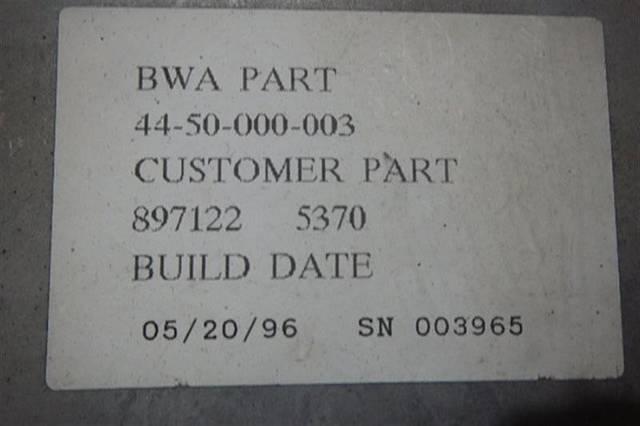 BWA PART
44-50-000-003
CUSTOMER PART
897122 5370
BUILD DATE
05/20/96 SN 003965